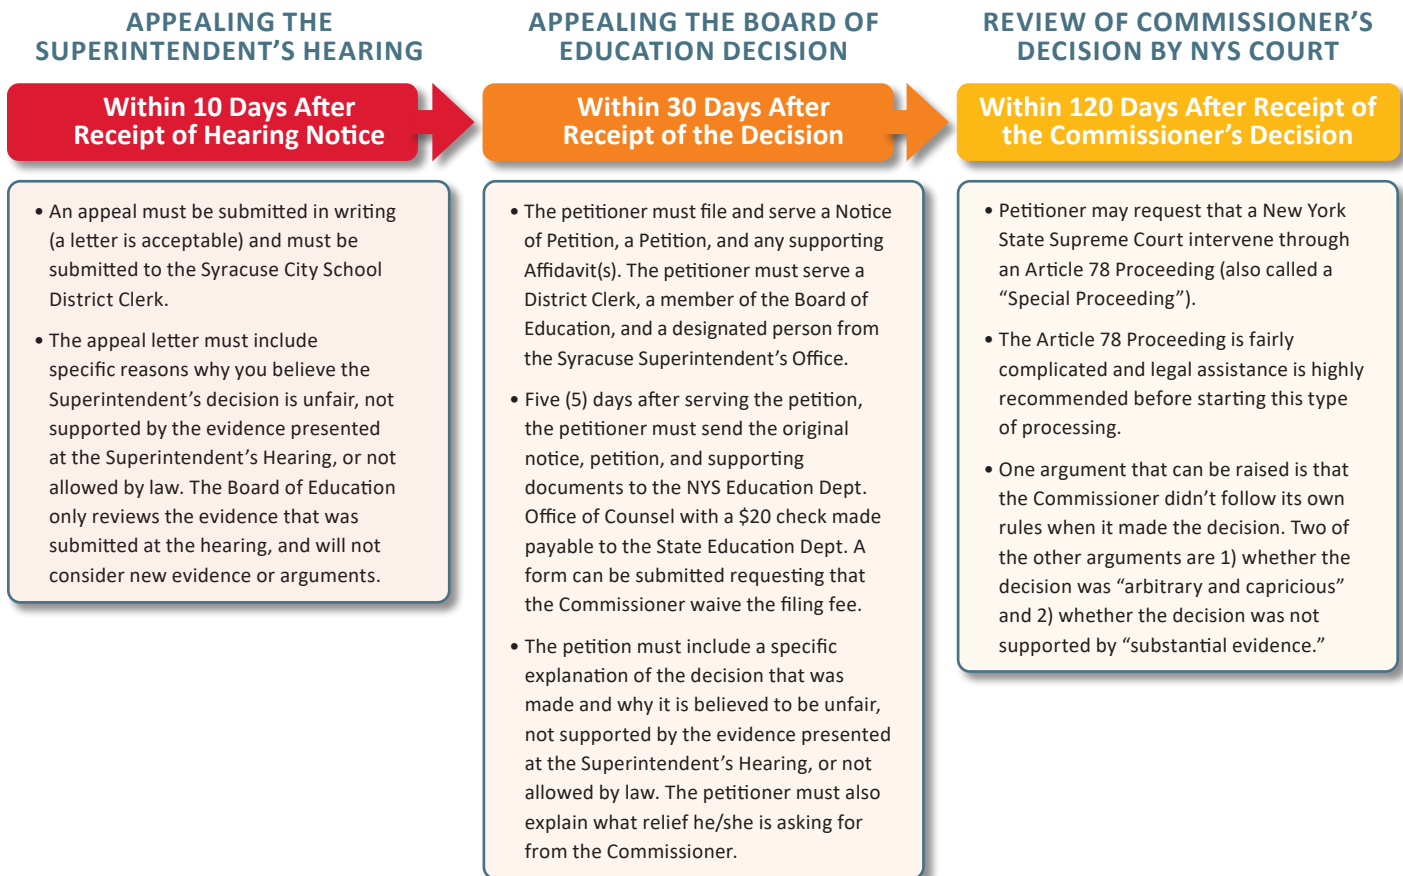 APPEALING THE
SUPERINTENDENT’S HEARING
Within 10 Days After
Receipt of Hearing Notice
• An appeal must be submitted in writing
(a letter is acceptable) and must be
submitted to the Syracuse City School
District Clerk.
• The appeal letter must include
specific reasons why you believe the
Superintendent’s decision is unfair, not
supported by the evidence presented
at the Superintendent’s Hearing, or not
allowed by law. The Board of Education
only reviews the evidence that was
submitted at the hearing, and will not
consider new evidence or arguments.
APPEALING THE BOARD OF
EDUCATION DECISION
Within 30 Days After
Receipt of the Decision
• The petitioner must file and serve a Notice
of Petition, a Petition, and any supporting
Affidavit(s). The petitioner must serve a
District Clerk, a member of the Board of
Education, and a designated person from
the Syracuse Superintendent’s Office.
• Five (5) days after serving the petition,
the petitioner must send the original
notice, petition, and supporting
documents to the NYS Education Dept.
Office of Counsel with a $20 check made
payable to the State Education Dept. A
form can be submitted requesting that
the Commissioner waive the filing fee.
• The petition must include a specific
explanation of the decision that was
made and why it is believed to be unfair,
not supported by the evidence presented
at the Superintendent’s Hearing, or not
allowed by law. The petitioner must also
explain what relief he/she is asking for
from the Commissioner.
REVIEW OF COMMISSIONER’S
DECISION BY NYS COURT
Within 120 Days After Receipt of
the Commissioner’s Decision
• Petitioner may request that a New York
State Supreme Court intervene through
an Article 78 Proceeding (also called a
“Special Proceeding”).
• The Article 78 Proceeding is fairly
complicated and legal assistance is highly
recommended before starting this type
of processing.
• One argument that can be raised is that
the Commissioner didn’t follow its own
rules when it made the decision. Two of
the other arguments are 1) whether the
decision was “arbitrary and capricious”
and 2) whether the decision was not
supported by “substantial evidence.”